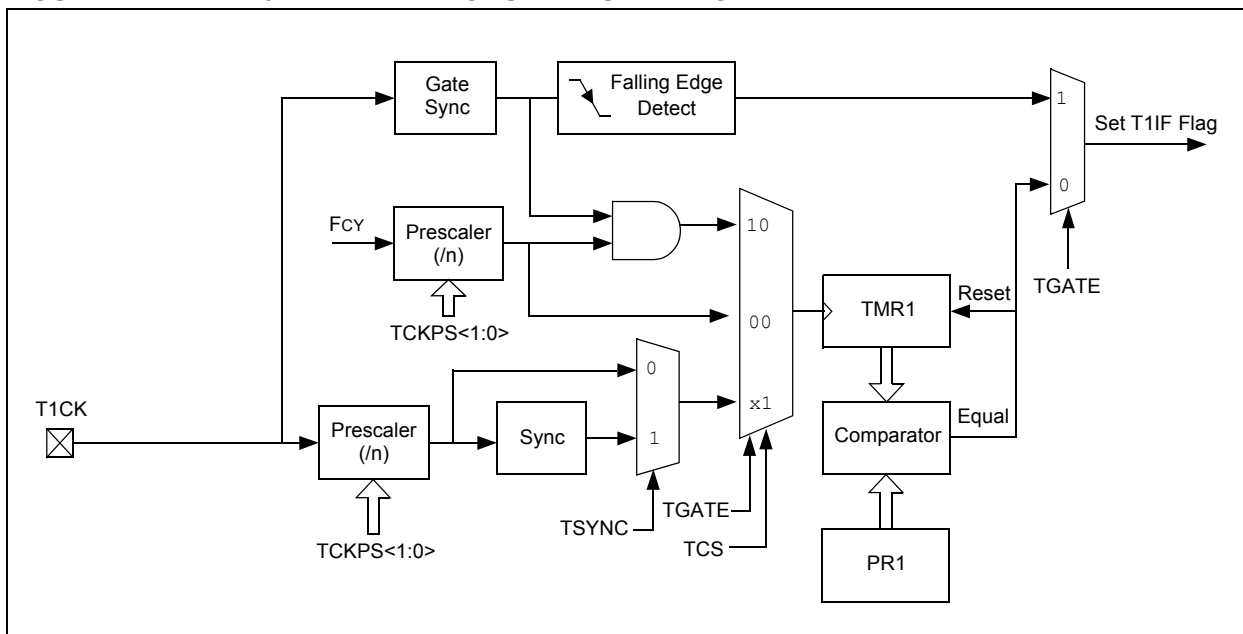 Gate
Sync
Falling Edge
Detect
1
Set T1IF Flag
0
FCY
Prescaler
(/n)
10
TGATE
TCKPS<1:0>
00
TMR1
Reset
0
x1
T1CK
Prescaler
(/n)
Sync
1
Comparator
Equal
TGATE
TSYNC
TCS
TCKPS<1:0>
PR1